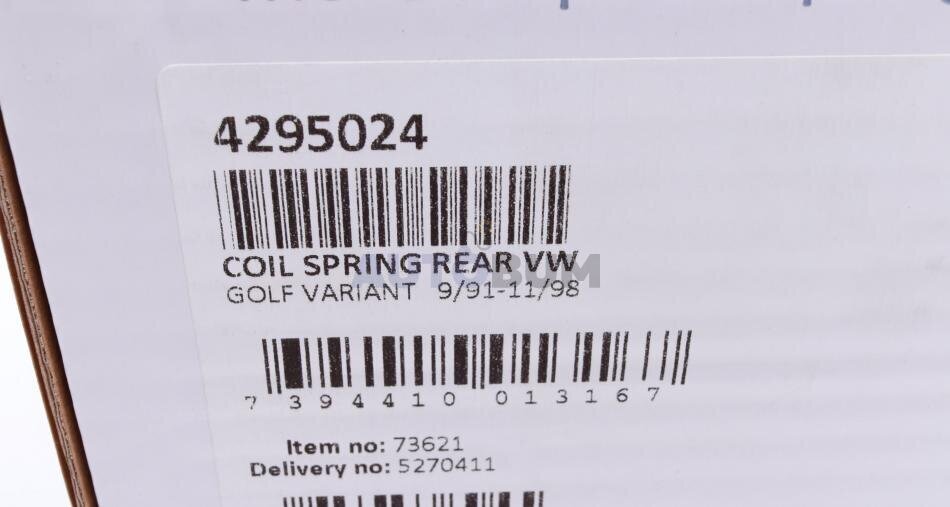 4295024
COIL SPRING REAR VW
AUTOBUM
GOLF VARIANT 9/91-11/98
7 394410 013167
Item no: 73621
Delivery no: 5270411